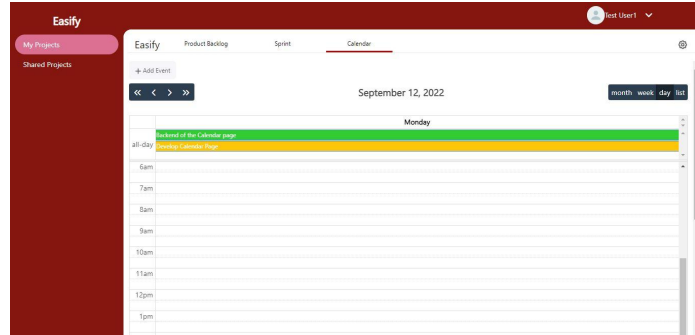 Easify
Test User1
My Projects
Shared Projects
Easify
Product Backlog
Sprint
Calendar
+ Add Event
« < > »
September 12, 2022
month week day list
Monday
all-day
Backend of the Calendar page
Develop Calendar Page
6am
7am
8am
9am
10am
11am
12pm
1pm